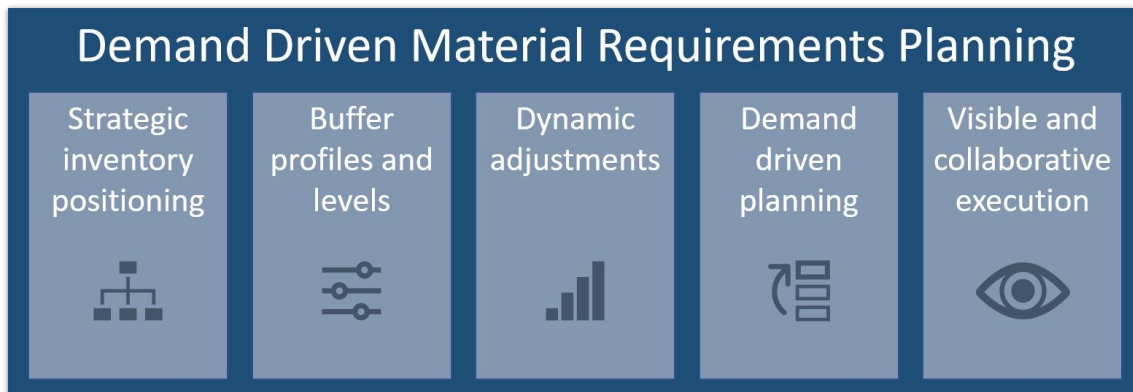 Demand Driven Material Requirements Planning
Strategic
inventory
positioning
Buffer
profiles and
levels
Dynamic
adjustments
Demand
driven
planning
Visible and
collaborative
execution